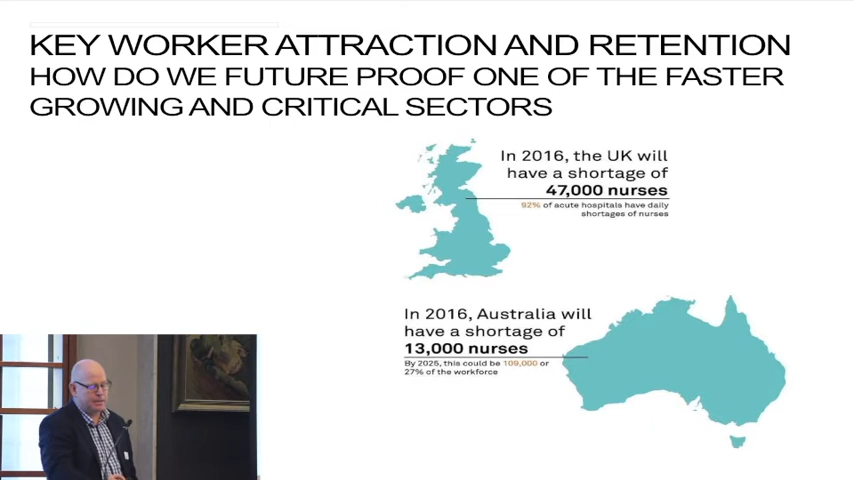 KEY WORKER ATTRACTION AND RETENTION
HOW DO WE FUTURE PROOF ONE OF THE FASTER
GROWING AND CRITICAL SECTORS
In 2016, the UK will
have a shortage of
47,000 nurses
92% of acute hospitals have daily
shortages of nurses
In 2016, Australia will
have a shortage of
13,000 nurses
By 2025, this could be 109,000 or
27% of the workforce